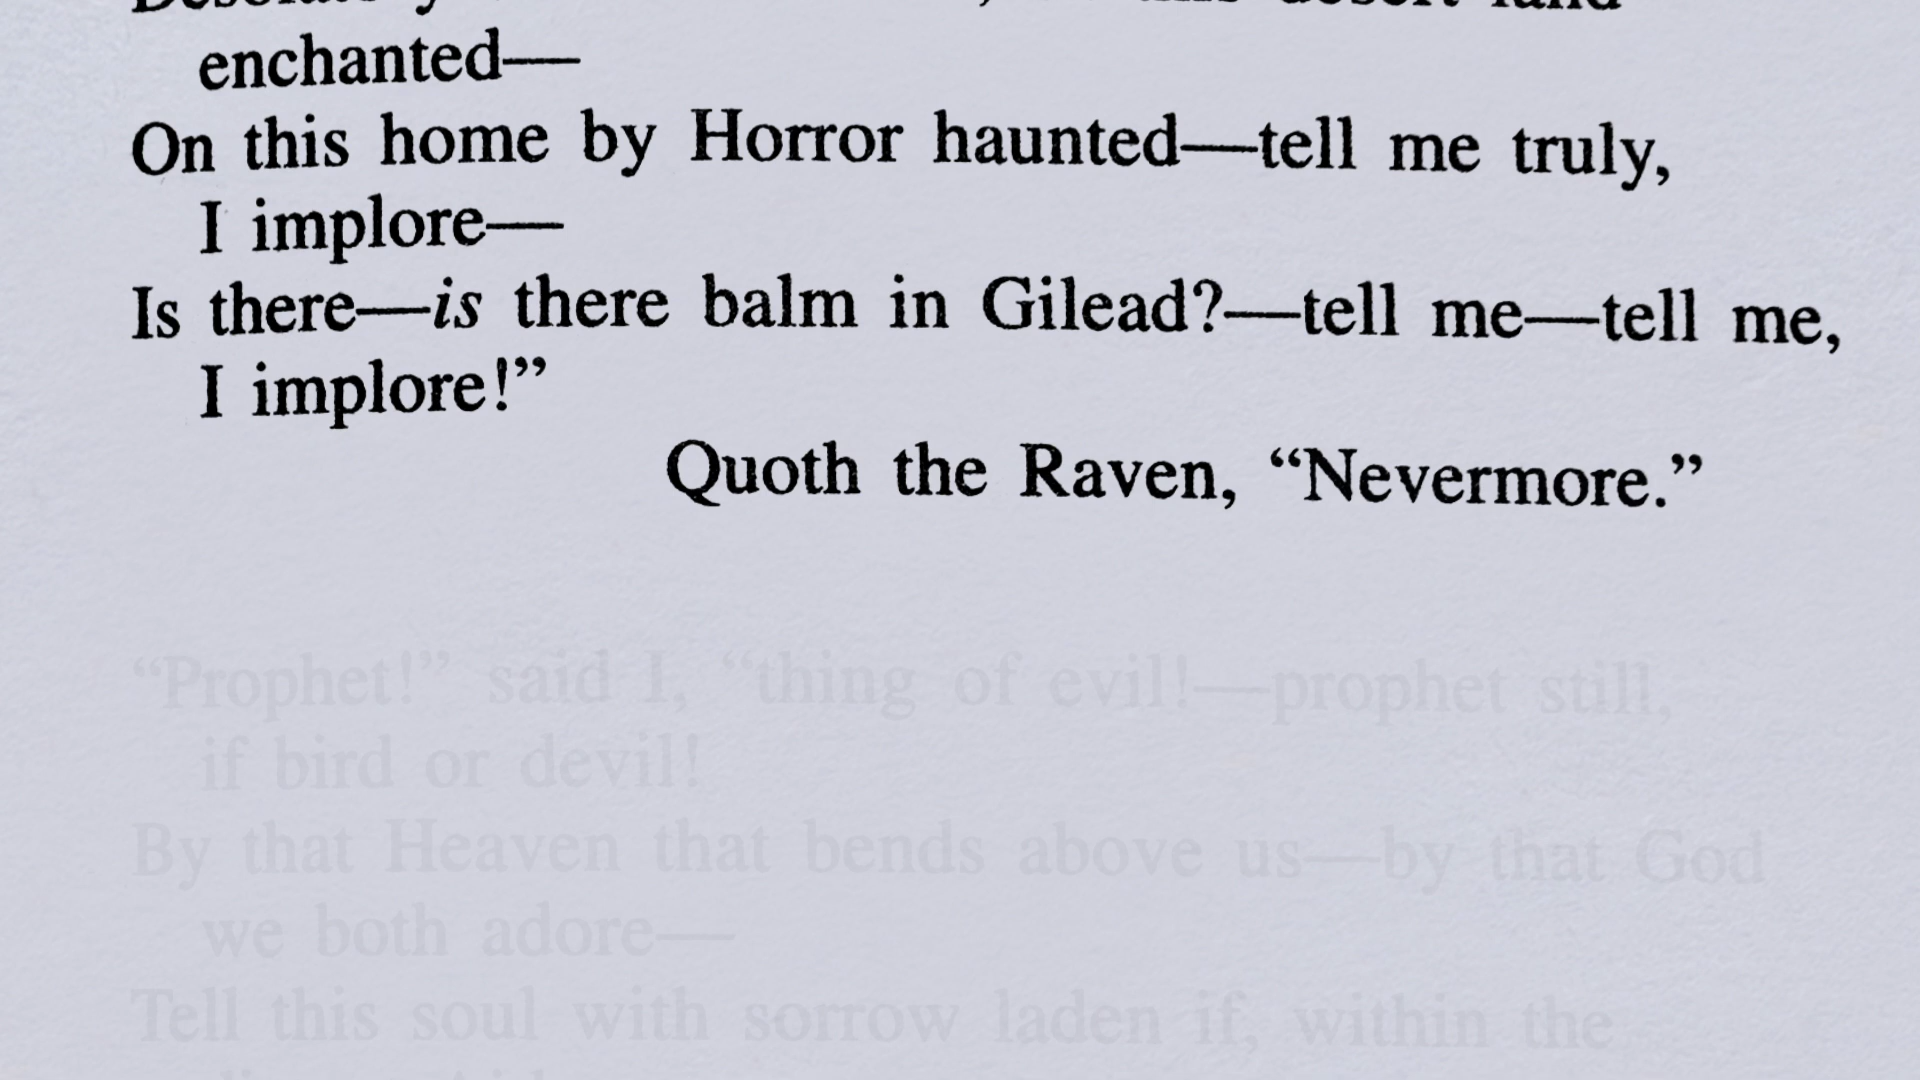 desert land
enchanted—
On this home by Horror haunted—tell me truly,
I implore—
Is there—is there balm in Gilead?—tell me—tell me,
I implore!”
Quoth the Raven, “Nevermore.”
“Prophet!” said I, “thing of evil!—prophet still,
if bird or devil!
By that Heaven that bends above us—by that God
we both adore—
Tell this soul with sorrow laden if, within the